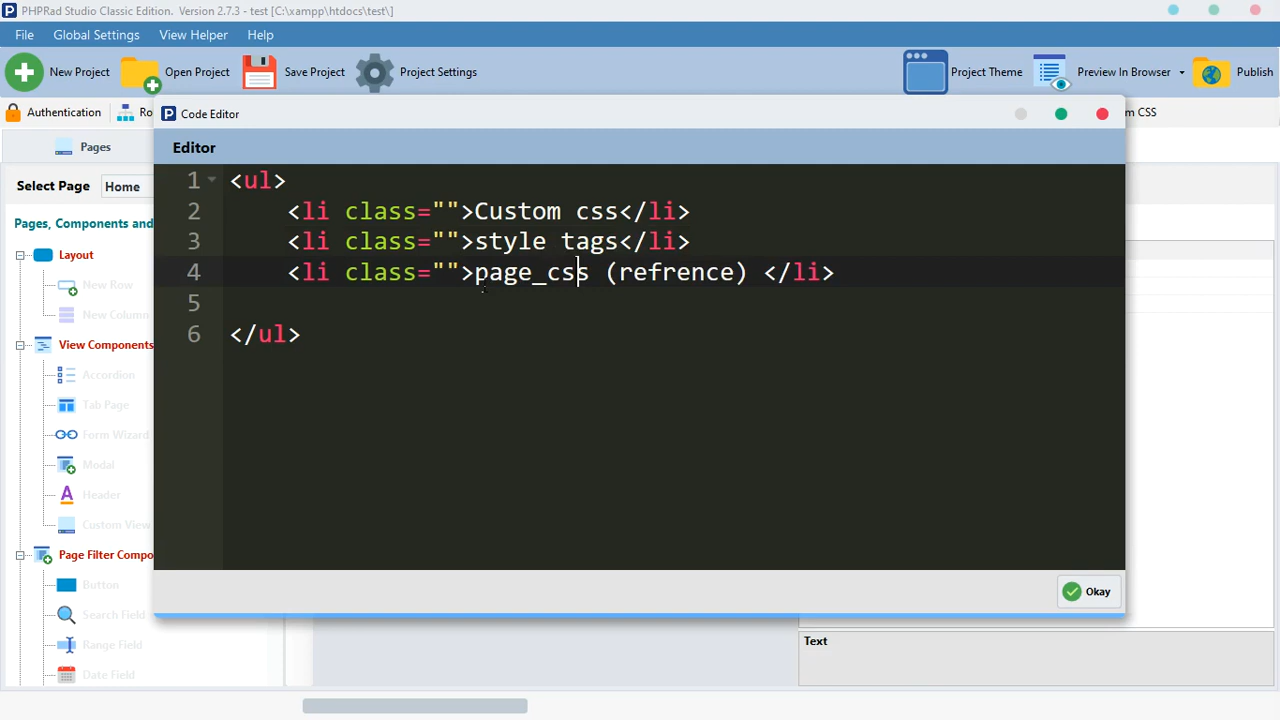 PHPRad Studio Classic Edition. Version 2.7.3 - test [C:\xampp\htdocs\test\]
File Global Settings View Helper Help
New Project Open Project Save Project Project Settings Project Theme Preview In Browser Publish
Authentication Ro m CSS
Code Editor
Pages
Editor
Select Page Home
1 <ul>
2 <li class="">Custom css</li>
3 <li class="">style tags</li>
4 <li class="">page_css (refrence) </li>
5
6 </ul>
Pages, Components and
Layout
New Row
New Column
View Components
Accordion
Tab Page
Form Wizard
Modal
Header
Custom View
Page Filter Compo
Button
Search Field
Range Field
Date Field
Okay
Text